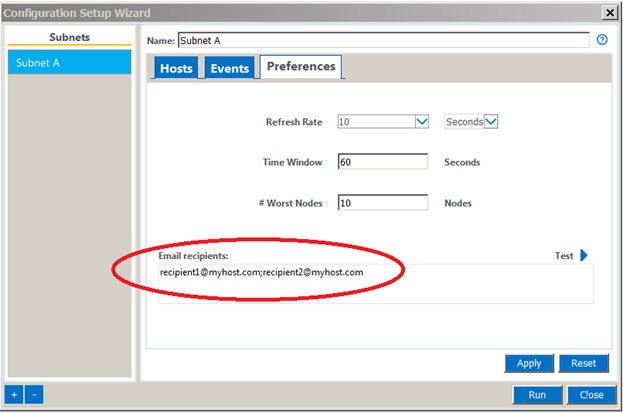 Configuration Setup Wizard
Subnets
Subnet A
Name: Subnet A
Hosts Events Preferences
Refresh Rate 10 Seconds
Time Window 60 Seconds
# Worst Nodes 10 Nodes
Email recipients: Test
recipient1@myhost.com;recipient2@myhost.com
Apply Reset
+ - Run Close